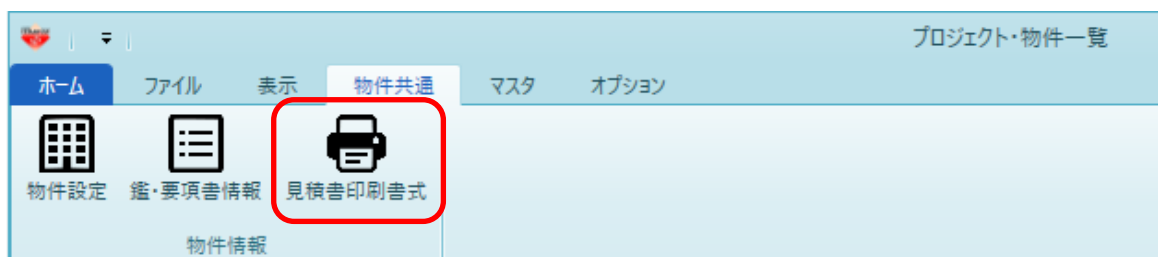 プロジェクト・物件一覧
ホーム ファイル 表示 物件共通 マスタ オプション
物件設定 鑑・要項書情報 見積書印刷書式
物件情報